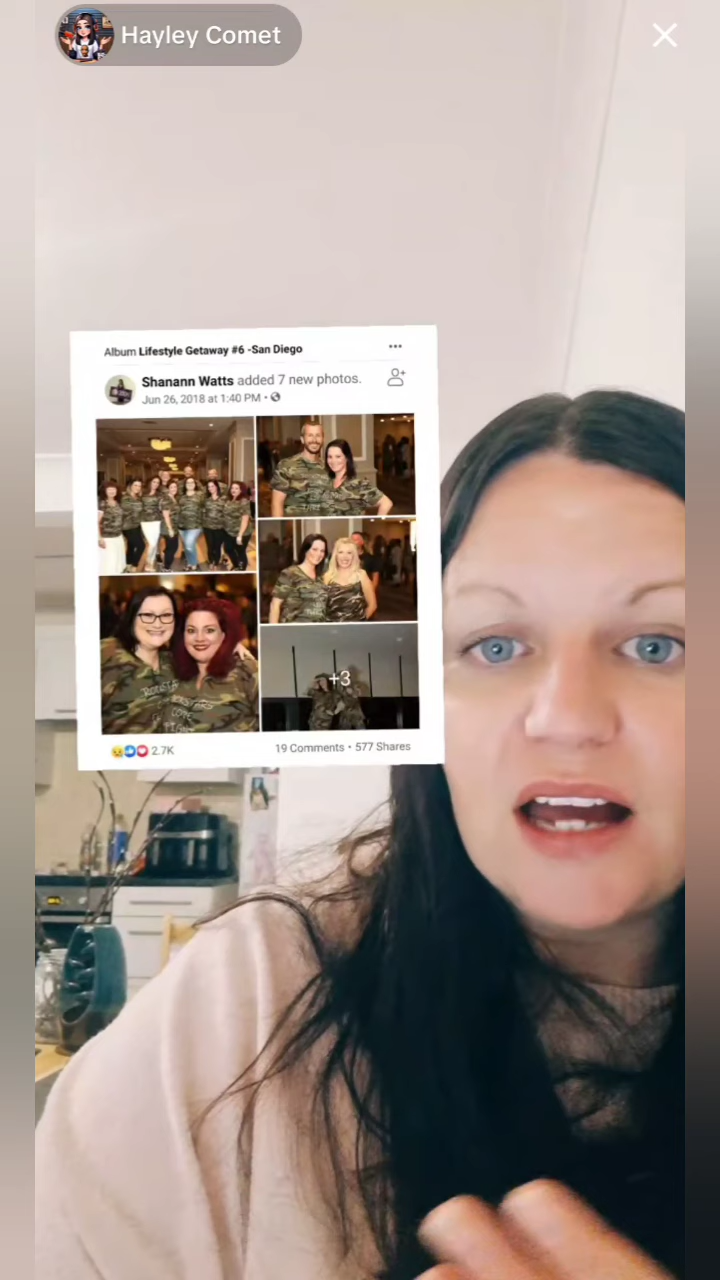 Hayley Comet
Album Lifestyle Getaway #6 -San Diego
Shanann Watts added 7 new photos.
Jun 26, 2018 at 1:40 PM
+3
2.7K
19 Comments • 577 Shares